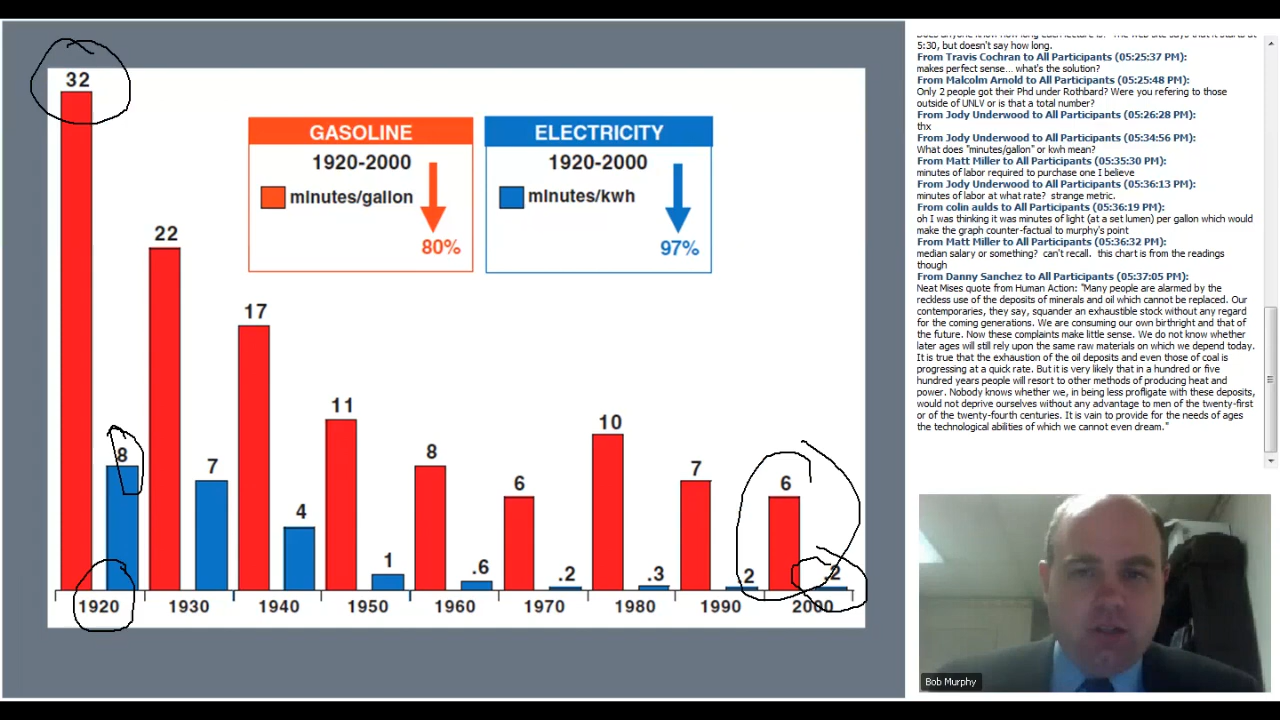 32
22
17
11
8
6
10
7
6
8
7
4
1
.6
.2
.3
.2
.2
GASOLINE
1920-2000
minutes/gallon
80%
ELECTRICITY
1920-2000
minutes/kwh
97%
1920 1930 1940 1950 1960 1970 1980 1990 2000
5:30, but doesn't say how long.
From Travis Cochran to All Participants (05:25:37 PM):
makes perfect sense... what's the solution?
From Malcolm Arnold to All Participants (05:25:48 PM):
Only 2 people got their Phd under Rothbard? Were you refering to those
outside of UNLV or is that a total number?
From Jody Underwood to All Participants (05:26:28 PM):
thx
From Jody Underwood to All Participants (05:34:56 PM):
What does "minutes/gallon" or kwh mean?
From Matt Miller to All Participants (05:35:30 PM):
minutes of labor required to purchase one I believe
From Jody Underwood to All Participants (05:36:13 PM):
minutes of labor at what rate? strange metric.
From colin aulds to All Participants (05:36:19 PM):
oh I was thinking it was minutes of light (at a set lumen) per gallon which would
make the graph counter-factual to murphy's point
From Matt Miller to All Participants (05:36:32 PM):
median salary or something? can't recall. this chart is from the readings
though
From Danny Sanchez to All Participants (05:37:05 PM):
Neat Mises quote from Human Action: "Many people are alarmed by the
reckless use of the deposits of minerals and oil which cannot be replaced. Our
contemporaries, they say, squander an exhaustible stock without any regard
for the coming generations. We are consuming our own birthright and that of
the future. Now these complaints make little sense. We do not know whether
later ages will still rely upon the same raw materials on which we depend today.
It is true that the exhaustion of the oil deposits and even those of coal is
progressing at a quick rate. But it is very likely that in a hundred or five
hundred years people will resort to other methods of producing heat and
power. Nobody knows whether we, in being less profligate with these deposits,
would not deprive ourselves without any advantage to men of the twenty-first
or of the twenty-fourth centuries. It is vain to provide for the needs of ages
the technological abilities of which we cannot even dream."
Bob Murphy